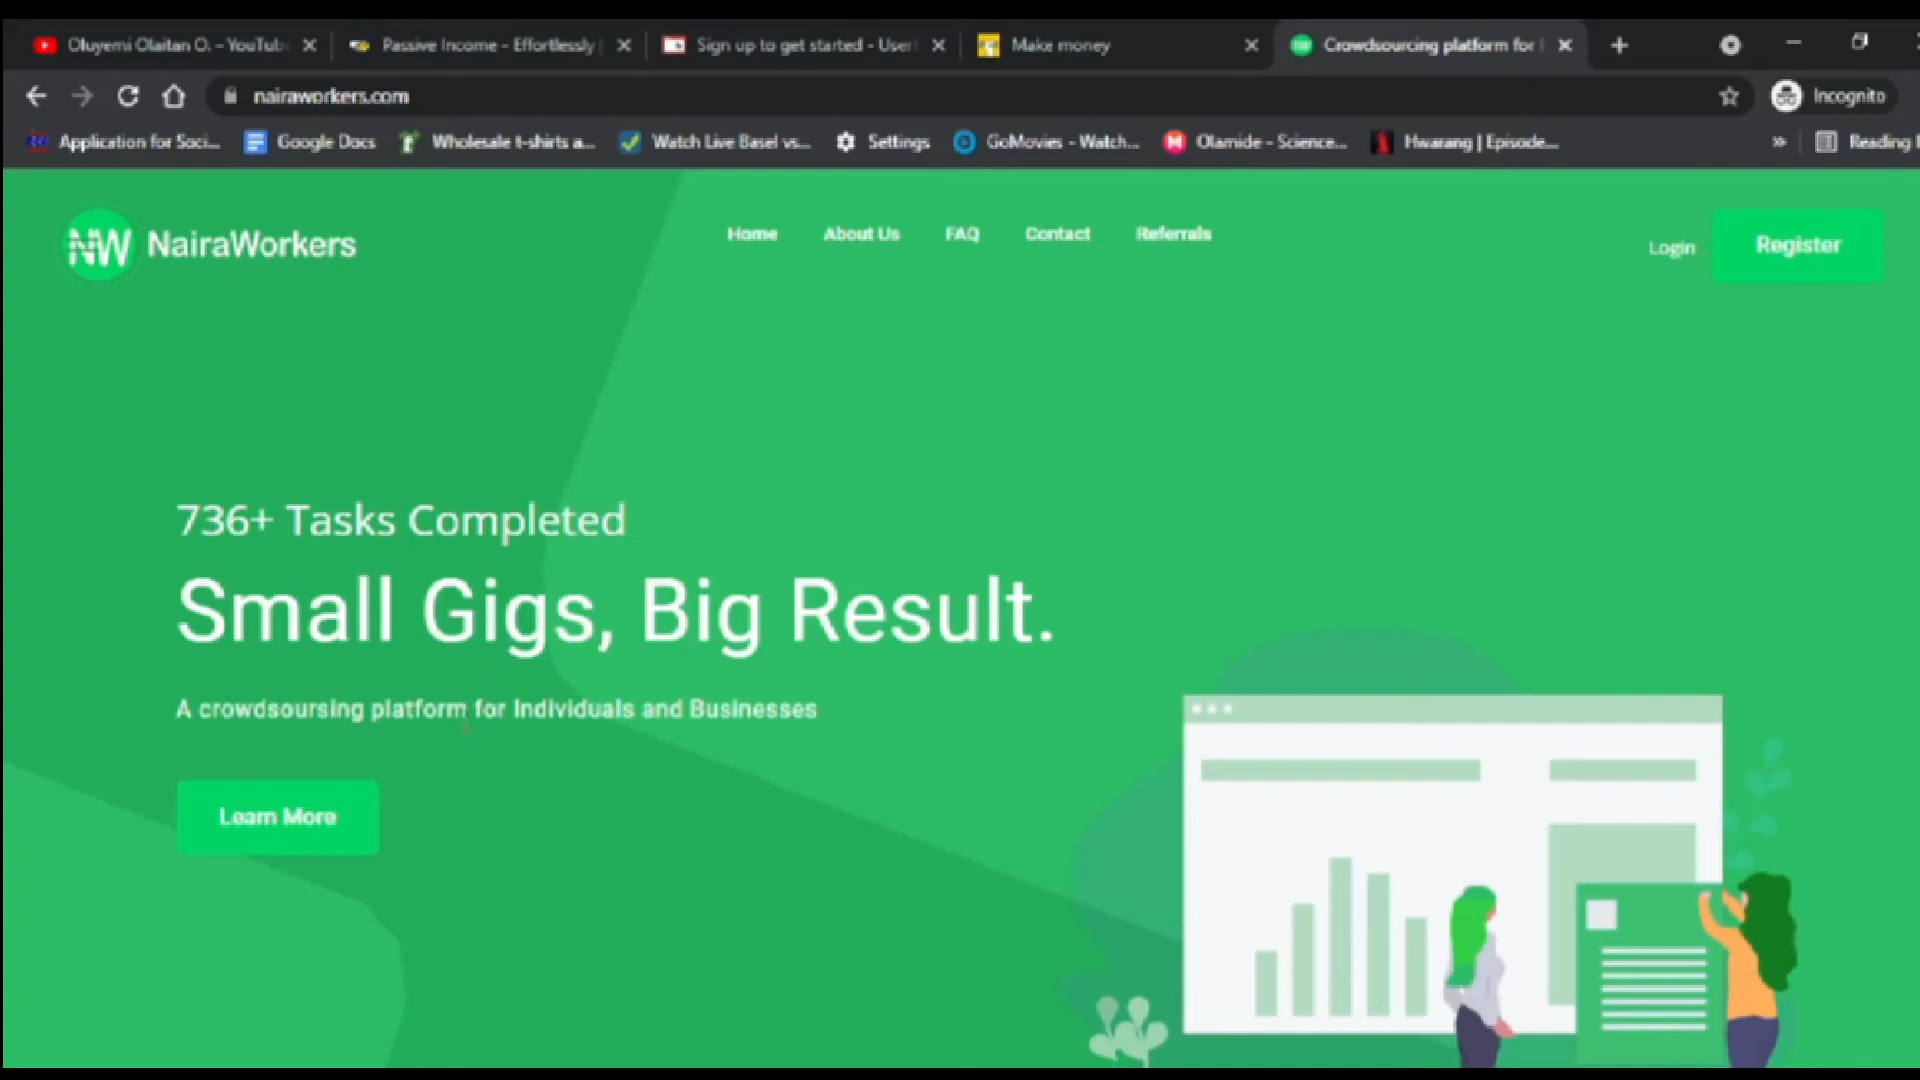 Oluyemi Olaitan O. - YouTub
Passive Income - Effortlessly
Sign up to get started - User
Make money
Crowdsourcing platform for
nairaworkers.com
Incognito
Application for Soci...
Google Docs
Wholesale t-shirts a...
Watch Live Basel vs...
Settings
GoMovies - Watch...
Olamide - Science...
Hwarang | Episode...
»
Reading
NW NairaWorkers
Home
About Us
FAQ
Contact
Referrals
Login
Register
736+ Tasks Completed
Small Gigs, Big Result.
A crowdsoursing platform for Individuals and Businesses
Learn More